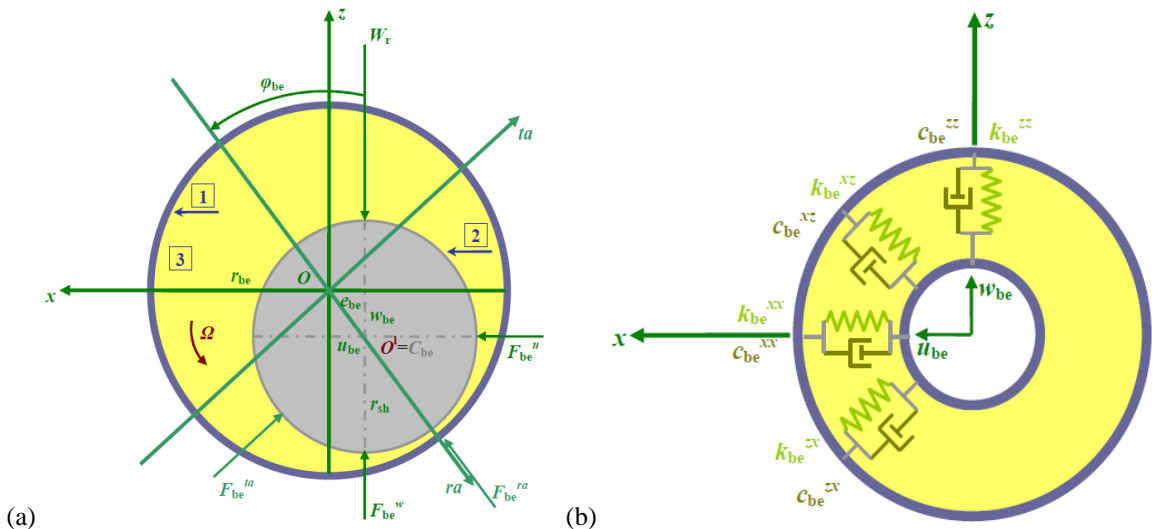 z
W_r
φ_be
ta
1
2
3
r_be
O
x
e_be
w_be
Ω
u_be
O¹=C_be
F_be^u
r_sh
F_be^ta
F_be^w
ra
F_be^ra
(a)
z
c_be^zz
k_be^zz
k_be^xz
c_be^xz
w_be
k_be^xx
x
u_be
c_be^xx
k_be^zx
c_be^zx
(b)